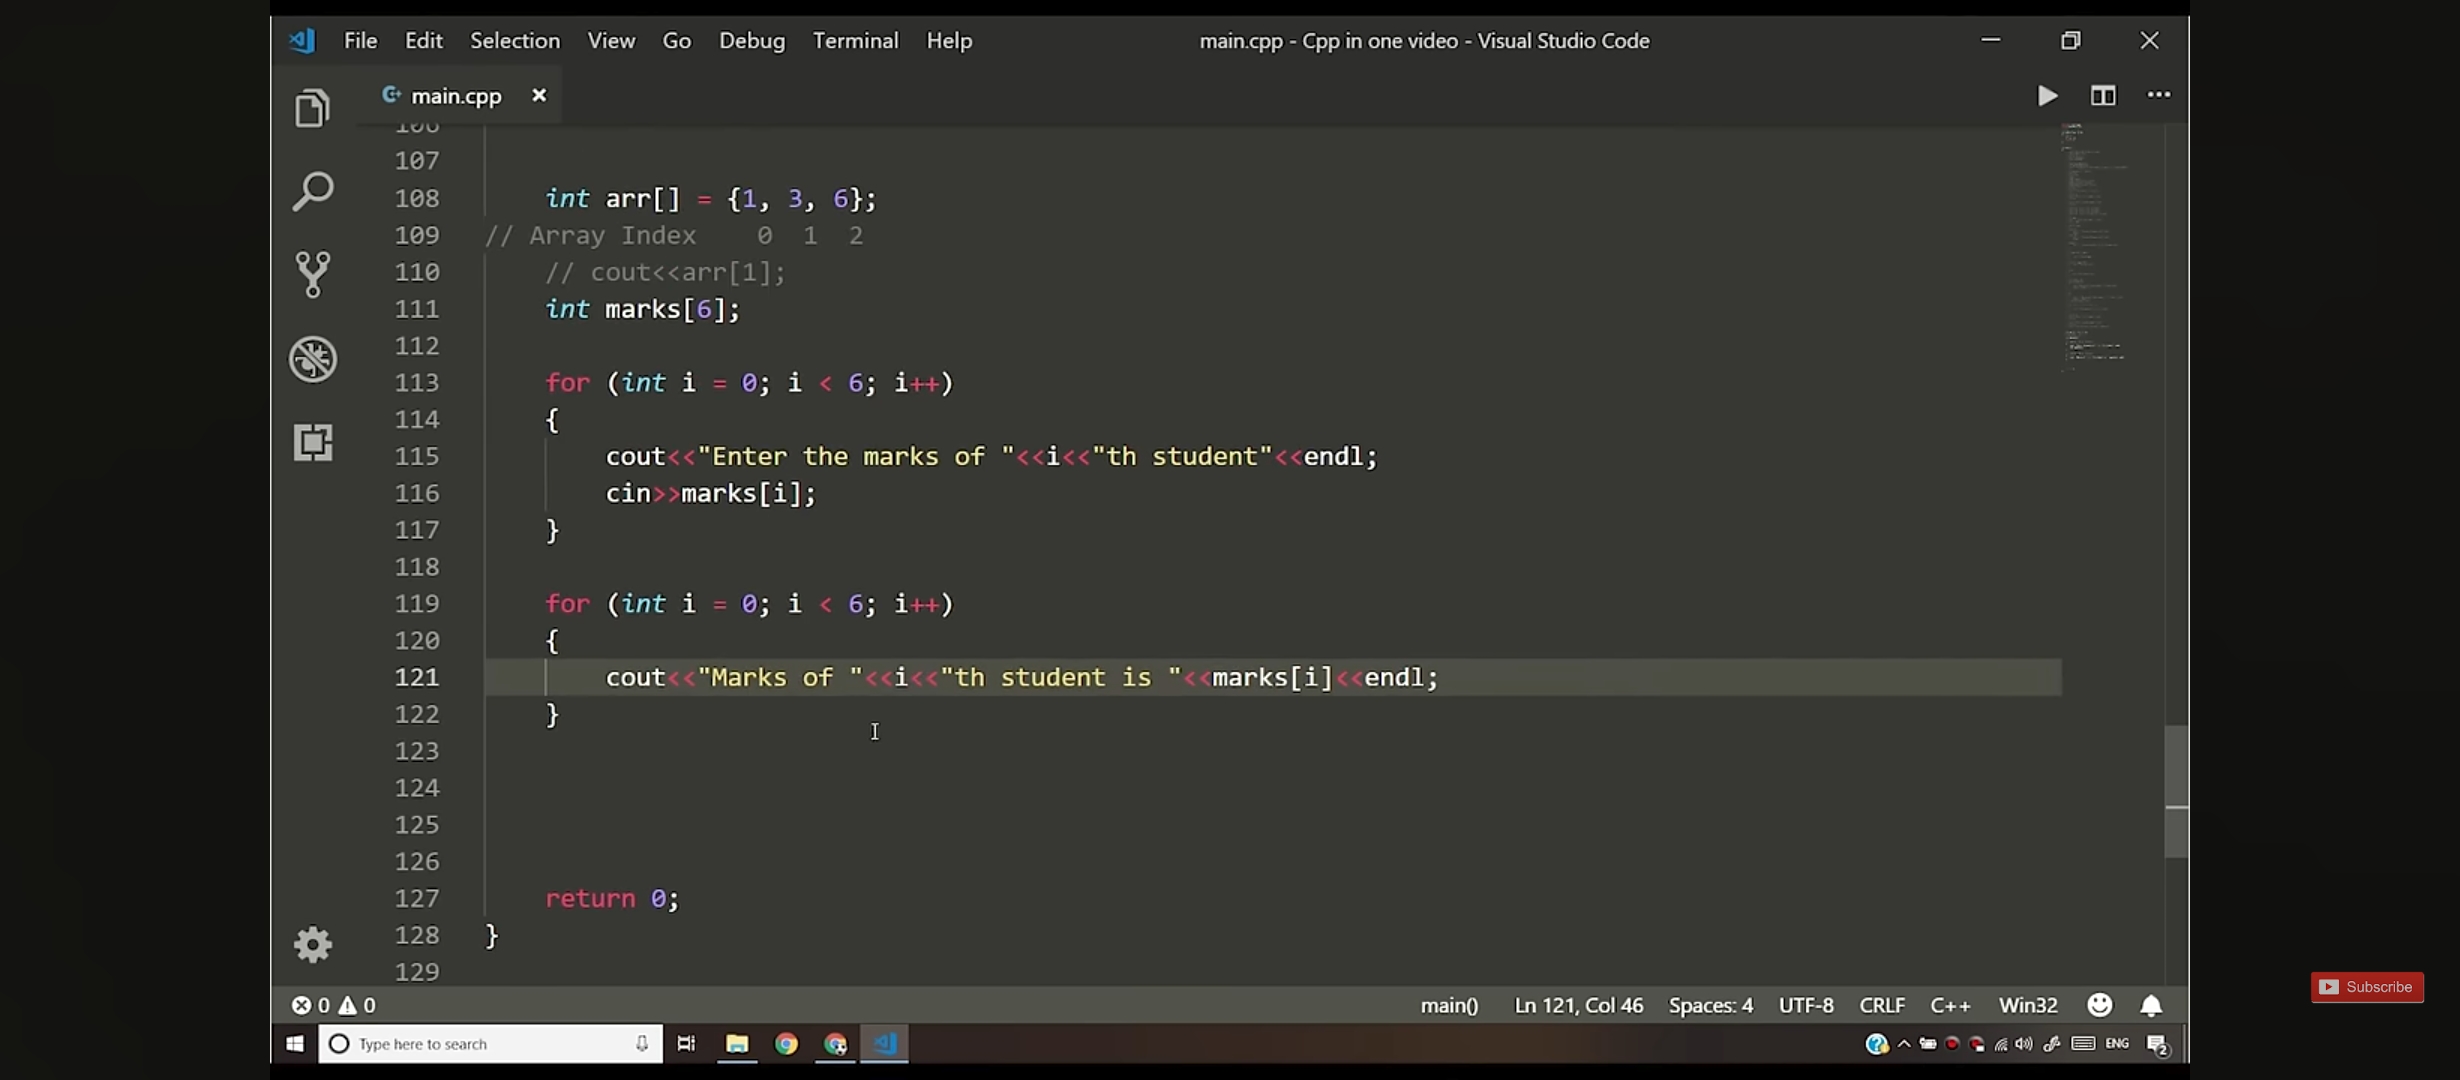 File Edit Selection View Go Debug Terminal Help main.cpp - Cpp in one video - Visual Studio Code
main.cpp
106
107
108 int arr[] = {1, 3, 6};
109 // Array Index 0 1 2
110 // cout<<arr[1];
111 int marks[6];
112
113 for (int i = 0; i < 6; i++)
114 {
115 cout<<"Enter the marks of "<<i<<"th student"<<endl;
116 cin>>marks[i];
117 }
118
119 for (int i = 0; i < 6; i++)
120 {
121 cout<<"Marks of "<<i<<"th student is "<<marks[i]<<endl;
122 }
123
124
125
126
127 return 0;
128 }
129
Subscribe
0 0 main() Ln 121, Col 46 Spaces: 4 UTF-8 CRLF C++ Win32
Type here to search ENG 2